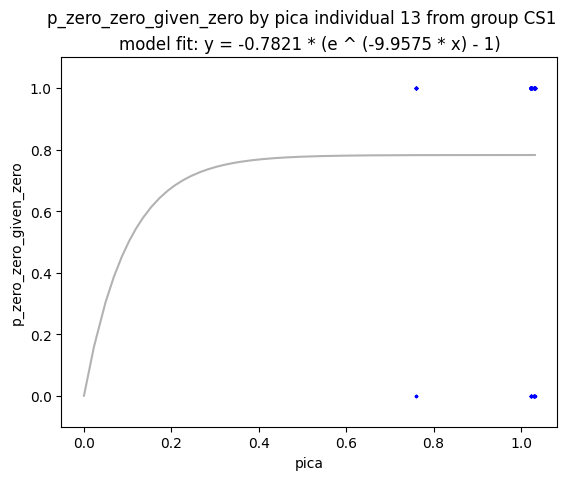 p_zero_zero_given_zero by pica individual 13 from group CS1
model fit: y = -0.7821 * (e ^ (-9.9575 * x) - 1)
1.0
0.8
0.6
0.4
0.2
0.0
p_zero_zero_given_zero
0.0 0.2 0.4 0.6 0.8 1.0
pica